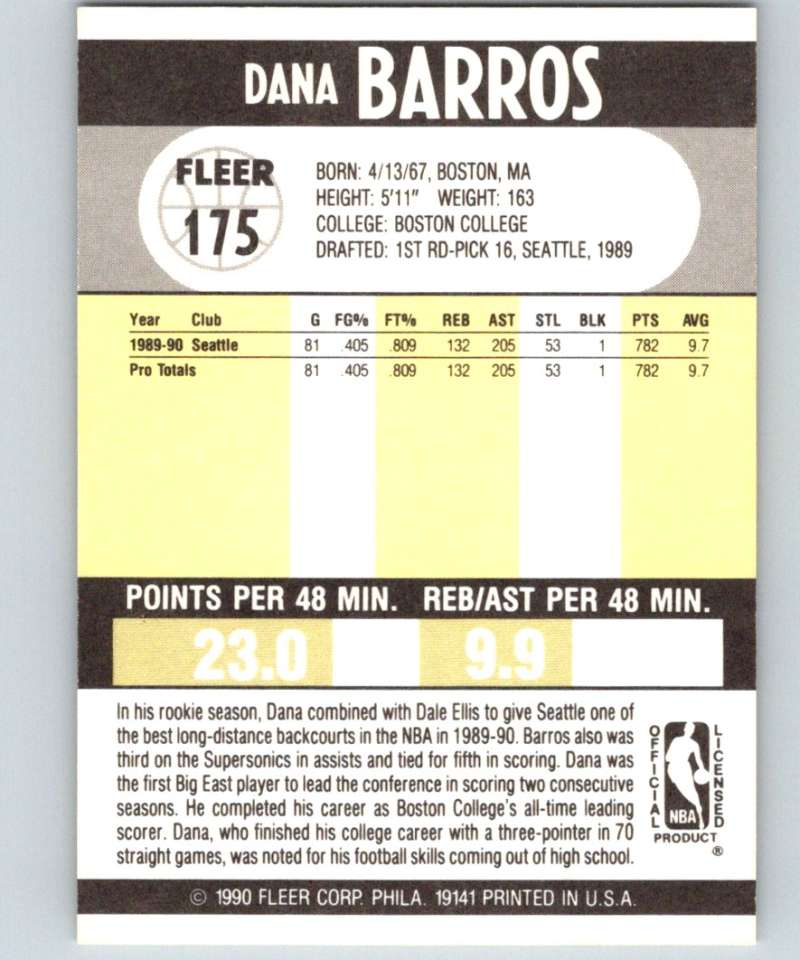 DANA BARROS
FLEER
175
BORN: 4/13/67, BOSTON, MA
HEIGHT: 5'11" WEIGHT: 163
COLLEGE: BOSTON COLLEGE
DRAFTED: 1ST RD-PICK 16, SEATTLE, 1989
Year Club G FG% FT% REB AST STL BLK PTS AVG
1989-90 Seattle 81 .405 .809 132 205 53 1 782 9.7
Pro Totals 81 .405 .809 132 205 53 1 782 9.7
POINTS PER 48 MIN. REB/AST PER 48 MIN.
23.0 9.9
In his rookie season, Dana combined with Dale Ellis to give Seattle one of
the best long-distance backcourts in the NBA in 1989-90. Barros also was
third on the Supersonics in assists and tied for fifth in scoring. Dana was
the first Big East player to lead the conference in scoring two consecutive
seasons. He completed his career as Boston College's all-time leading
scorer. Dana, who finished his college career with a three-pointer in 70
straight games, was noted for his football skills coming out of high school.
OFFICIAL
NBA
LICENSED
PRODUCT
®
© 1990 FLEER CORP. PHILA. 19141 PRINTED IN U.S.A.